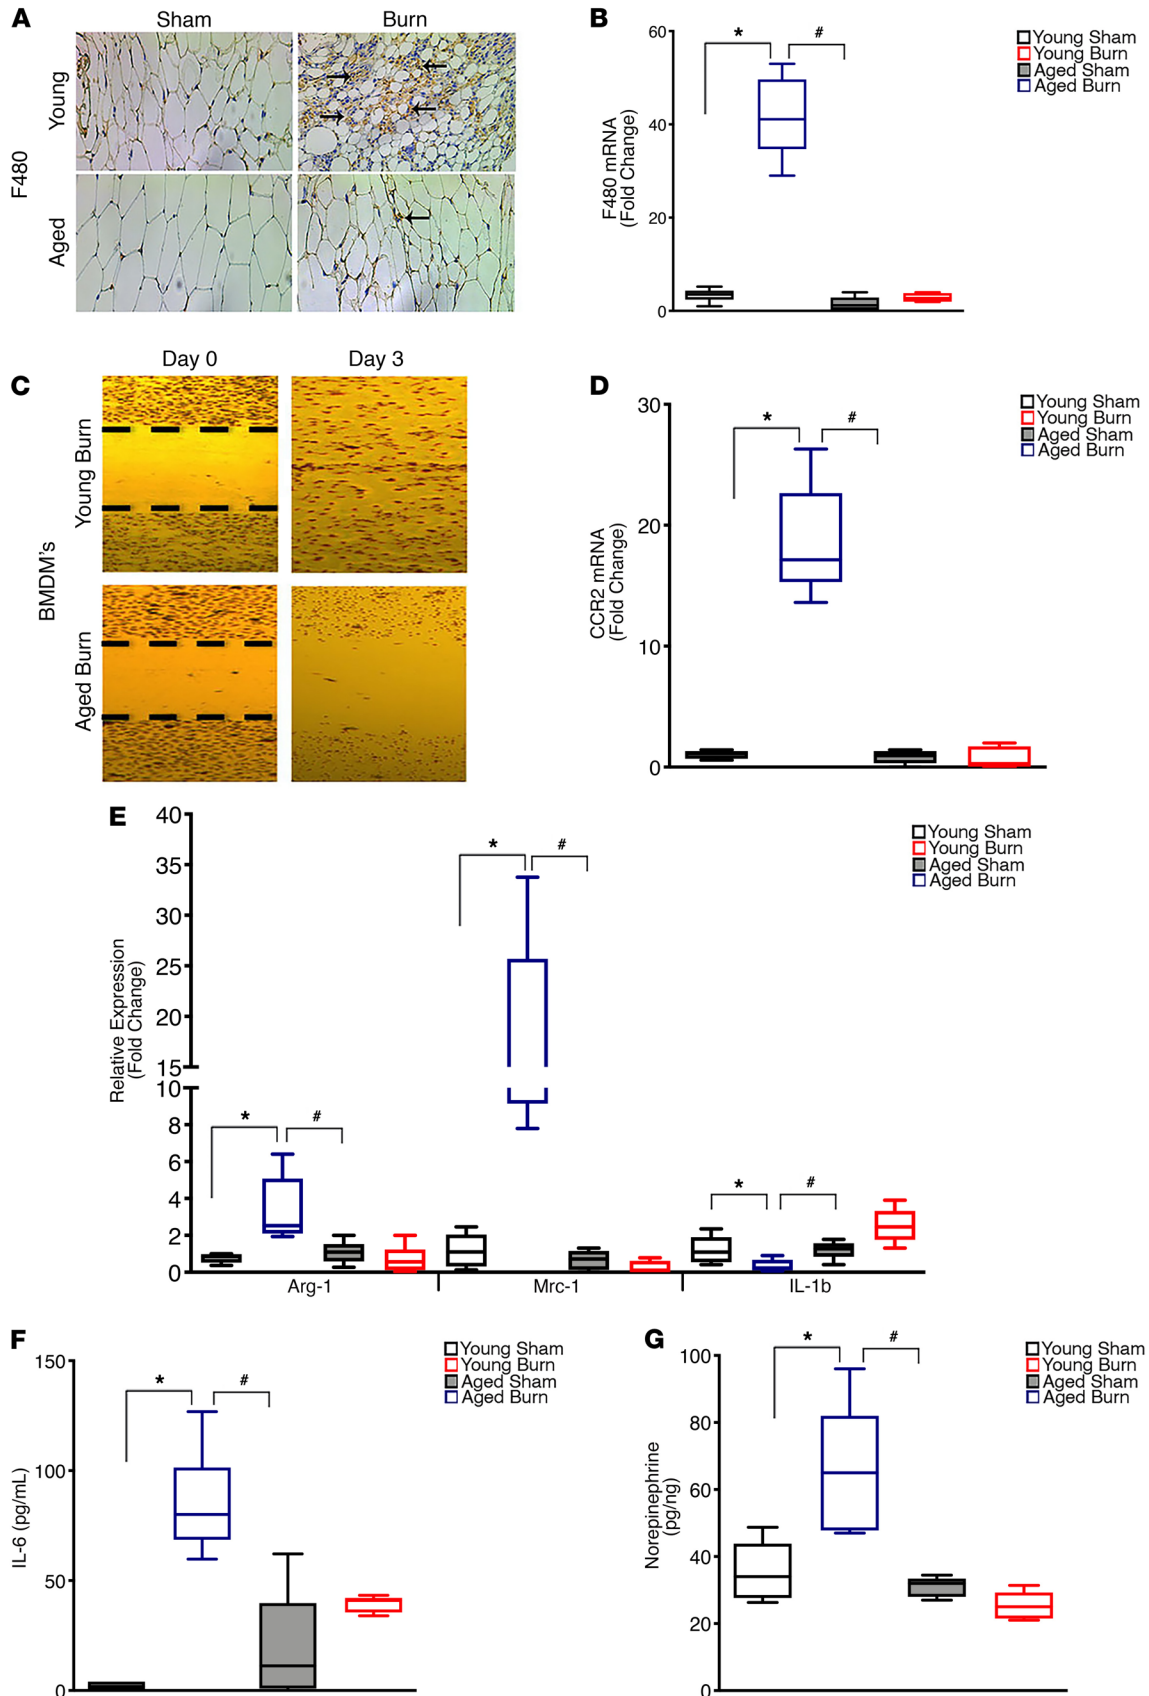 A
Sham
Burn
F480
Young
Aged
B
F480 mRNA
(Fold Change)
60
40
20
0
*
#
Young Sham
Young Burn
Aged Sham
Aged Burn
C
Day 0
Day 3
BMDM's
Young Burn
Aged Burn
D
CCR2 mRNA
(Fold Change)
30
20
10
0
*
#
Young Sham
Young Burn
Aged Sham
Aged Burn
E
Relative Expression
(Fold Change)
40
35
30
25
20
15
10
8
6
4
2
0
*
#
*
#
*
#
Arg-1
Mrc-1
IL-1b
Young Sham
Young Burn
Aged Sham
Aged Burn
F
IL-6 (pg/mL)
150
100
50
0
*
#
Young Sham
Young Burn
Aged Sham
Aged Burn
G
Norepinephrine
(pg/ng)
100
80
60
40
20
0
*
#
Young Sham
Young Burn
Aged Sham
Aged Burn